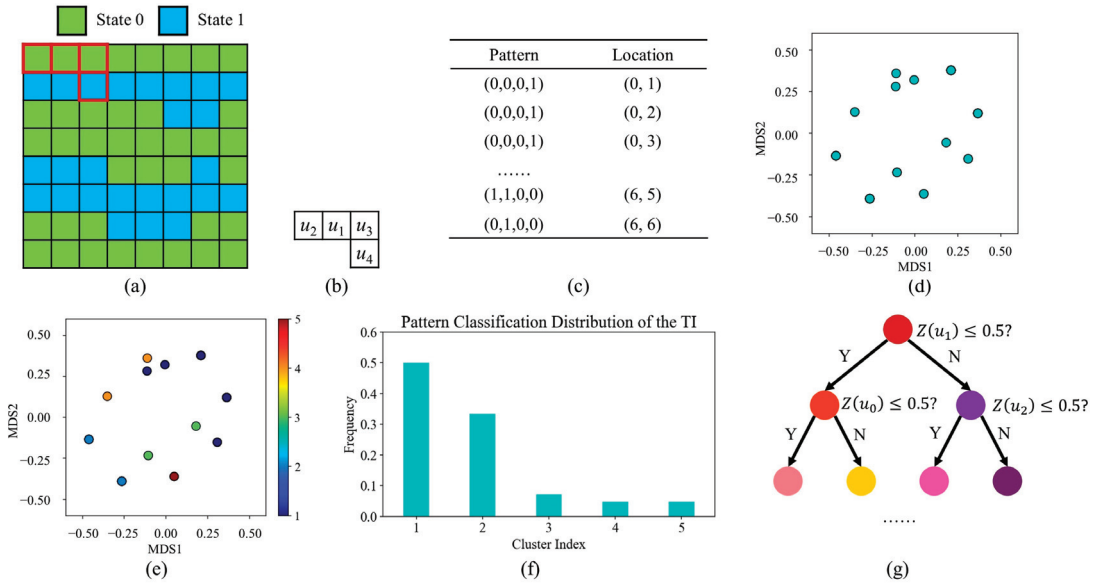 State 0 State 1
(a)
u2 u1 u3
u4
(b)
Pattern Location
(0,0,0,1) (0, 1)
(0,0,0,1) (0, 2)
(0,0,0,1) (0, 3)
......
(1,1,0,0) (6, 5)
(0,1,0,0) (6, 6)
(c)
0.50
0.25
0.00
−0.25
−0.50
MDS2
−0.50 −0.25 0.00 0.25 0.50
MDS1
(d)
0.50
0.25
0.00
−0.25
−0.50
MDS2
−0.50 −0.25 0.00 0.25 0.50
MDS1
5
4
3
2
1
(e)
Pattern Classification Distribution of the TI
0.6
0.5
0.4
0.3
0.2
0.1
0.0
Frequency
1 2 3 4 5
Cluster Index
(f)
Z(u1) ≤ 0.5?
Y N
Z(u0) ≤ 0.5? Z(u2) ≤ 0.5?
Y N Y N
......
(g)